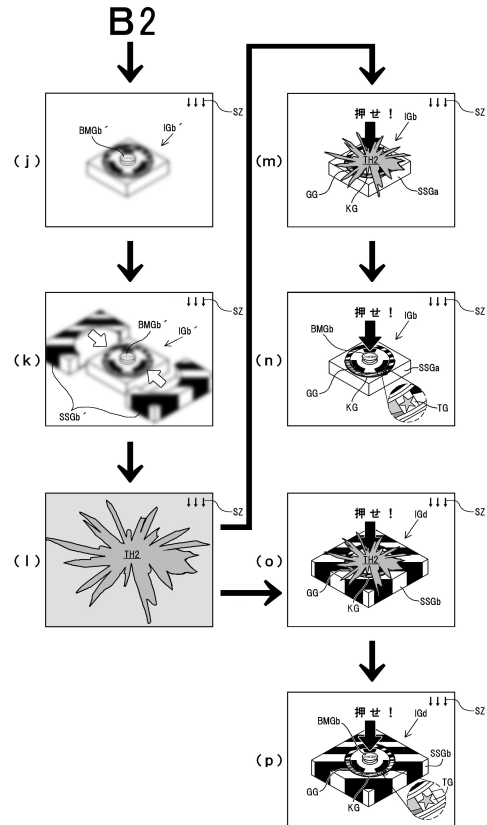 B2
(j)
BMGb´
IGb´
SZ
(k)
BMGb´
IGb´
SZ
SSGb´
(l)
TH2
SZ
(m)
押せ！
IGb
SZ
TH2
GG
KG
SSGa
(n)
押せ！
BMGb
IGb
SZ
SSGa
GG
KG
TG
(o)
押せ！
IGd
SZ
TH2
GG
KG
SSGb
(p)
押せ！
BMGb
IGd
SZ
SSGb
TG
GG
KG